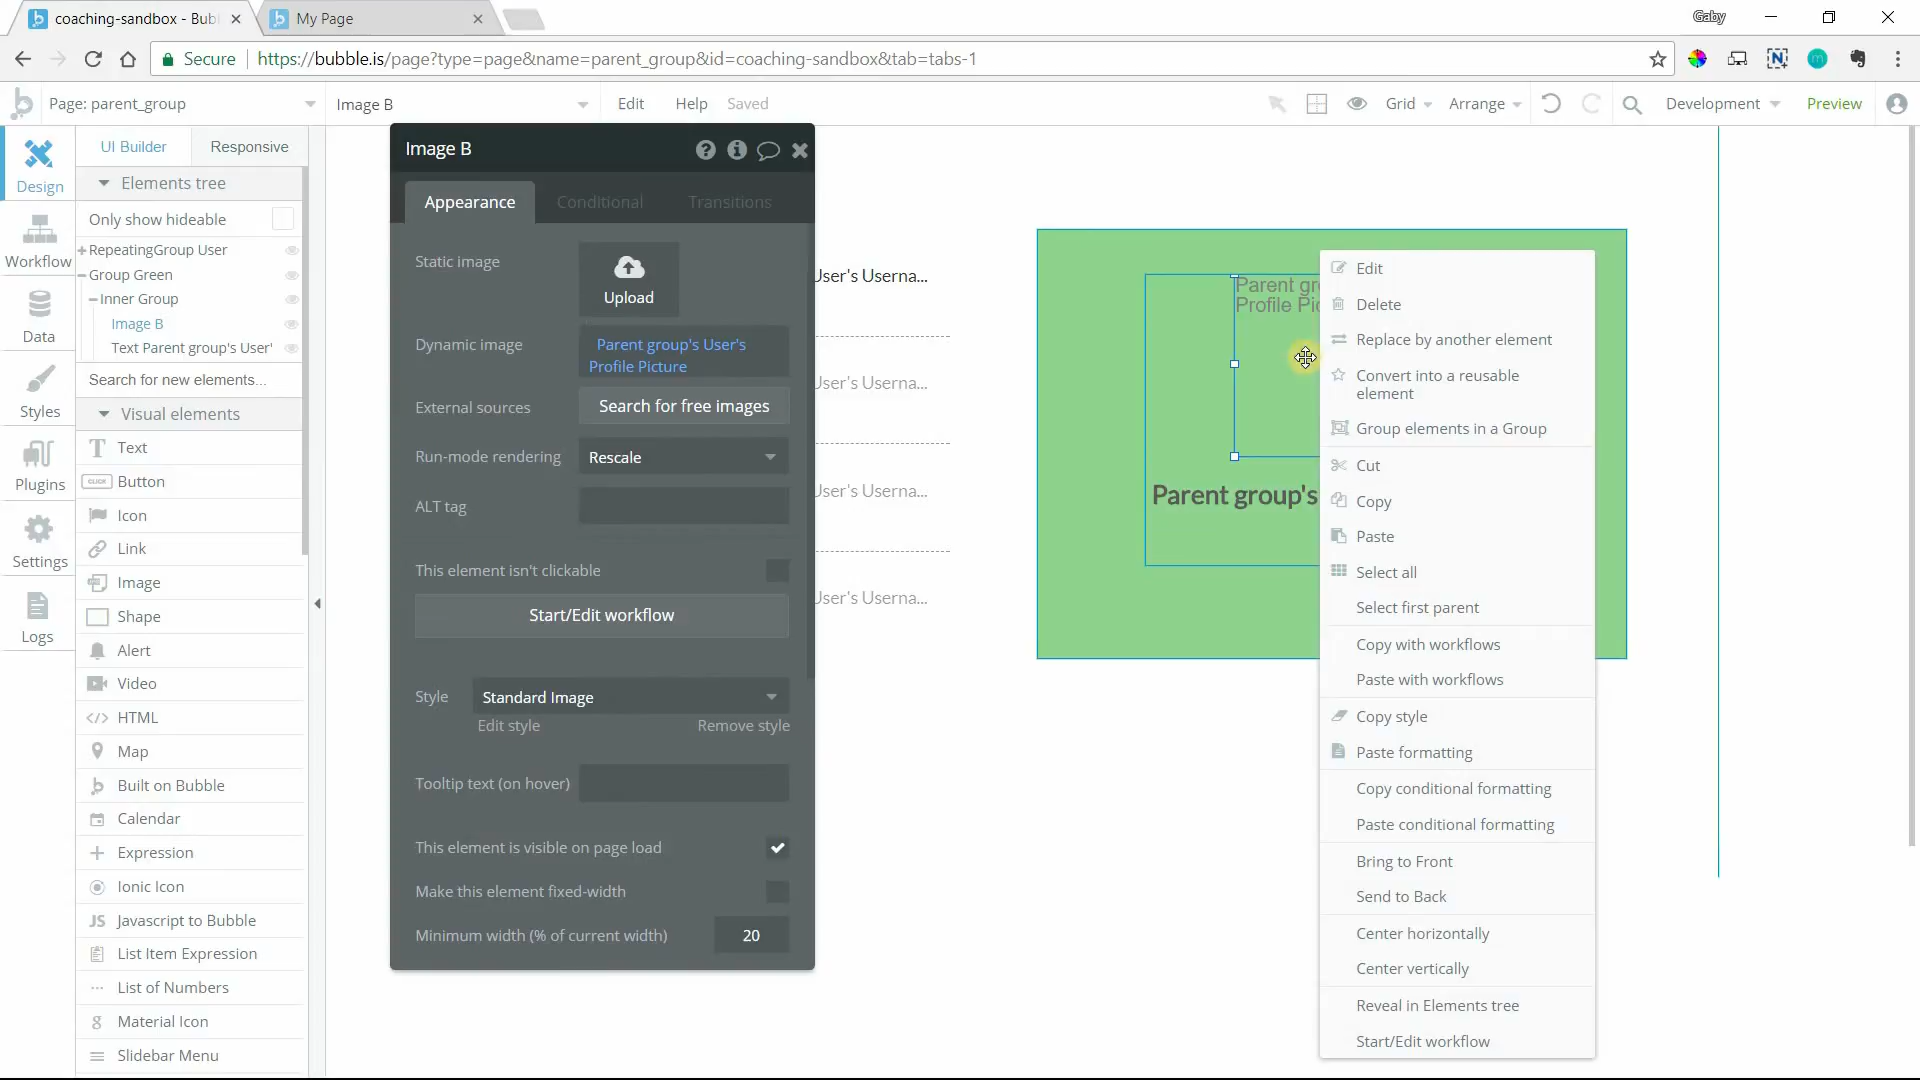 coaching-sandbox - Bub
My Page
Gaby
Secure
https://bubble.is/page?type=page&name=parent_group&id=coaching-sandbox&tab=tabs-1
Page: parent_group
Image B
Edit
Help
Saved
Grid
Arrange
Development
Preview
Design
Workflow
Data
Styles
Plugins
Settings
Logs
UI Builder
Responsive
Elements tree
Only show hideable
RepeatingGroup User
Group Green
Inner Group
Image B
Text Parent group's User'
Search for new elements...
Visual elements
Text
CLICK
Button
Icon
Link
Image
Shape
Alert
Video
HTML
Map
Built on Bubble
Calendar
Expression
Ionic Icon
JS
Javascript to Bubble
List Item Expression
List of Numbers
g
Material Icon
Slidebar Menu
Image B
Appearance
Conditional
Transitions
Static image
Upload
Dynamic image
Parent group's User's
Profile Picture
External sources
Search for free images
Run-mode rendering
Rescale
ALT tag
This element isn't clickable
Start/Edit workflow
Style
Standard Image
Edit style
Remove style
Tooltip text (on hover)
This element is visible on page load
Make this element fixed-width
Minimum width (% of current width)
20
User's Userna...
User's Userna...
User's Userna...
User's Userna...
Parent gr
Profile Pic
Parent group's
Edit
Delete
Replace by another element
Convert into a reusable
element
Group elements in a Group
Cut
Copy
Paste
Select all
Select first parent
Copy with workflows
Paste with workflows
Copy style
Paste formatting
Copy conditional formatting
Paste conditional formatting
Bring to Front
Send to Back
Center horizontally
Center vertically
Reveal in Elements tree
Start/Edit workflow